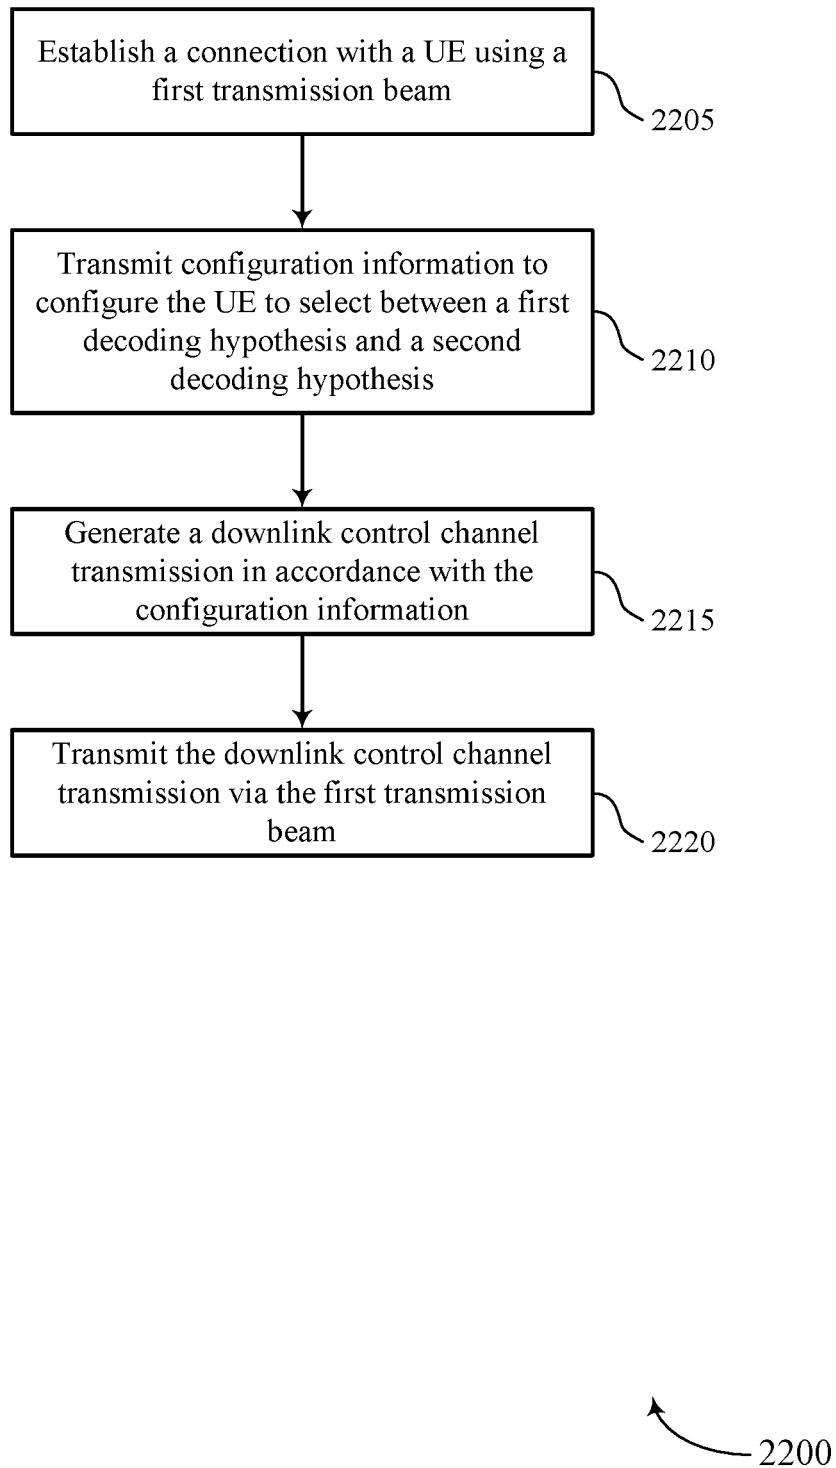 Establish a connection with a UE using a
first transmission beam
2205
Transmit configuration information to
configure the UE to select between a first
decoding hypothesis and a second
decoding hypothesis
2210
Generate a downlink control channel
transmission in accordance with the
configuration information
2215
Transmit the downlink control channel
transmission via the first transmission
beam
2220
2200